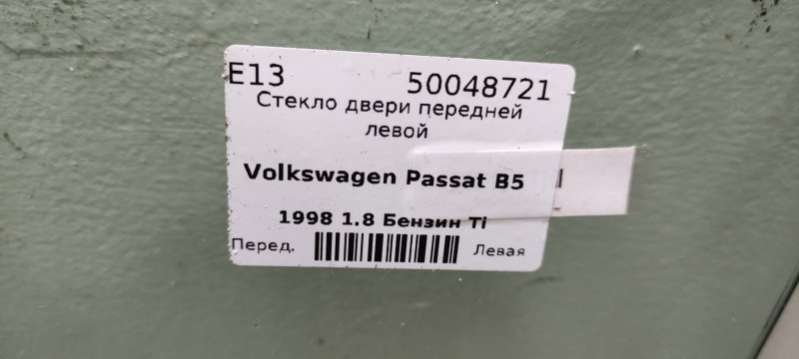 E13 50048721
Стекло двери передней
левой
Volkswagen Passat B5
1998 1.8 Бензин Ti
Перед. Левая